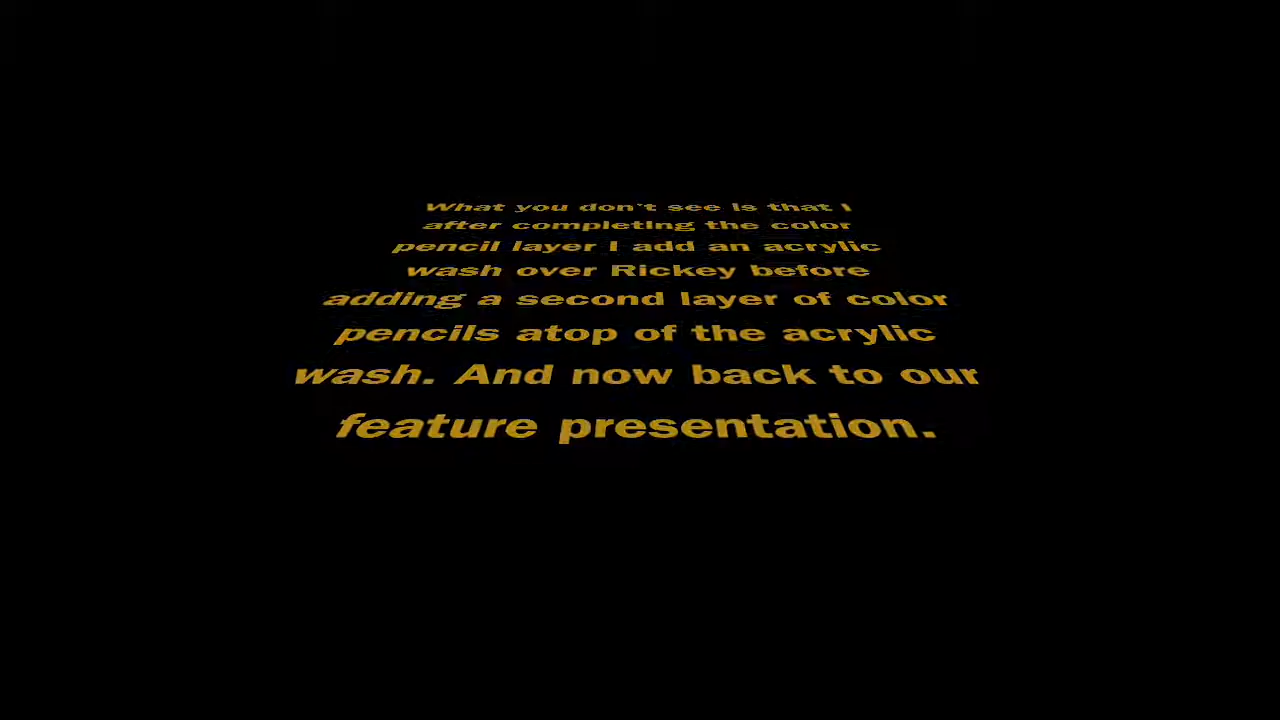 What you don't see is that I
after completing the color
pencil layer I add an acrylic
wash over Rickey before
adding a second layer of color
pencils atop of the acrylic
wash. And now back to our
feature presentation.